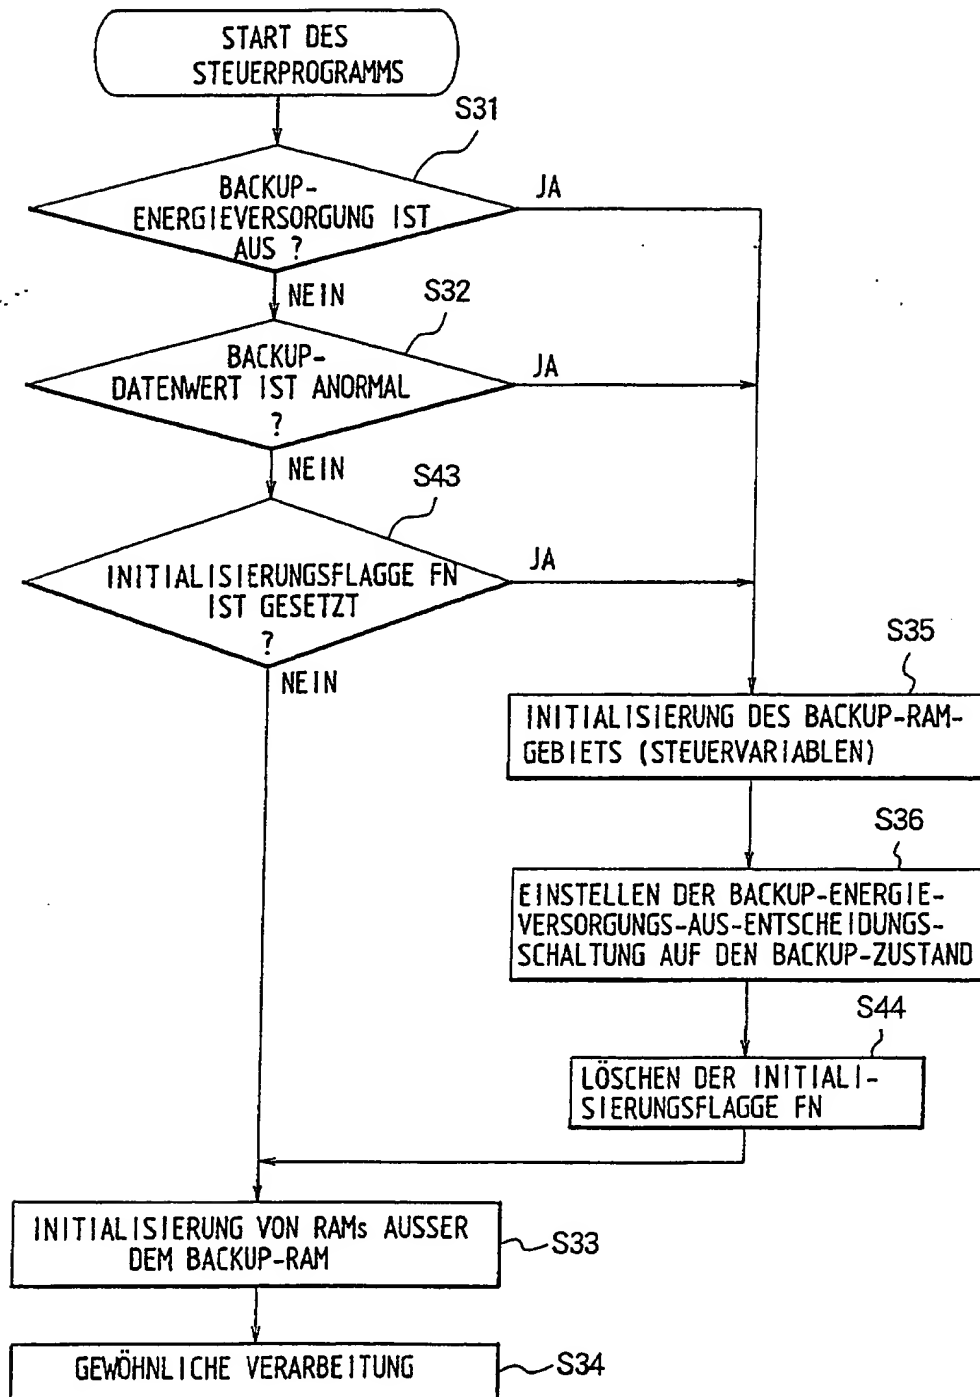 START DES
STEUERPROGRAMMS
S31
BACKUP-
ENERGIEVERSORGUNG IST
AUS ?
JA
NEIN
S32
BACKUP-
DATENWERT IST ANORMAL
?
JA
NEIN
S43
INITIALISIERUNGSFLAGGE FN
IST GESETZT
?
JA
NEIN
S35
INITIALISIERUNG DES BACKUP-RAM-
GEBIETS (STEUERVARIABLEN)
S36
EINSTELLEN DER BACKUP-ENERGIE-
VERSORGUNGS-AUS-ENTSCHEIDUNGS-
SCHALTUNG AUF DEN BACKUP-ZUSTAND
S44
LÖSCHEN DER INITIALI-
SIERUNGSFLAGGE FN
INITIALISIERUNG VON RAMs AUSSER
DEM BACKUP-RAM
S33
GEWÖHNLICHE VERARBEITUNG
S34